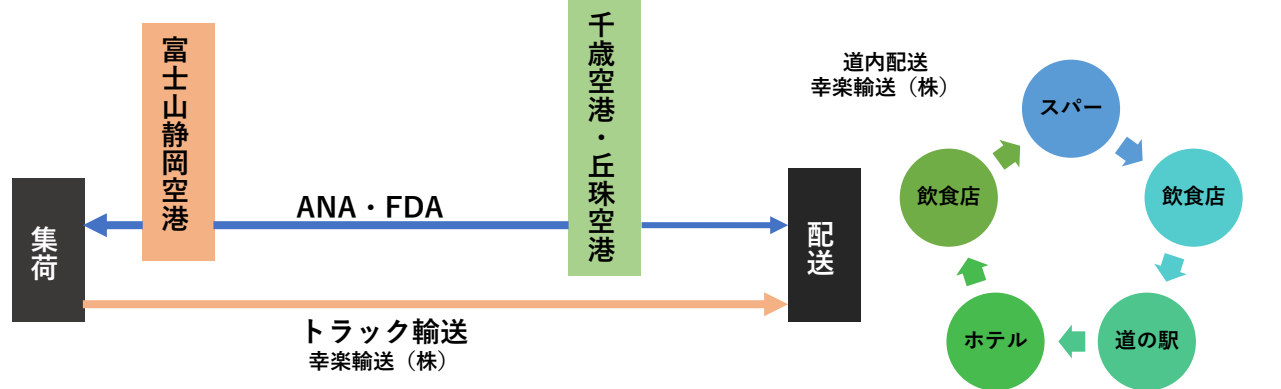 富士山静岡空港
千歳空港・丘珠空港
集荷
ANA・FDA
配送
トラック輸送
幸楽輸送（株）
道内配送
幸楽輸送（株）
スパー
飲食店
道の駅
ホテル
飲食店